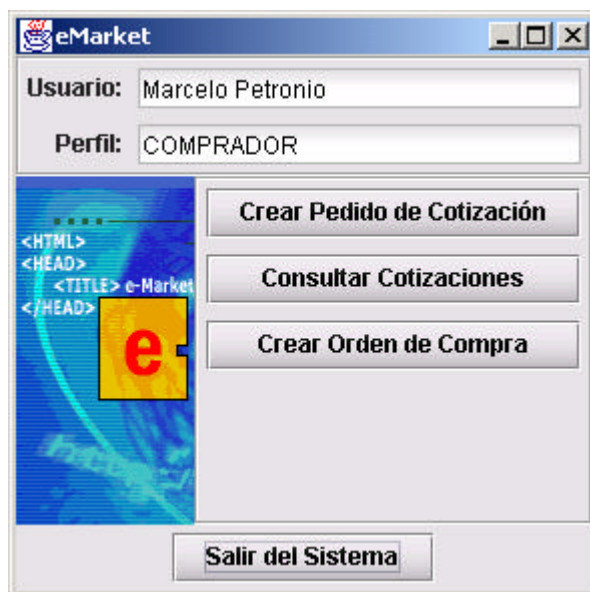 eMarket
Usuario: Marcelo Petronio
Perfil: COMPRADOR
<HTML>
<HEAD>
<TITLE> e-Market
</HEAD>
e
Crear Pedido de Cotización
Consultar Cotizaciones
Crear Orden de Compra
Salir del Sistema